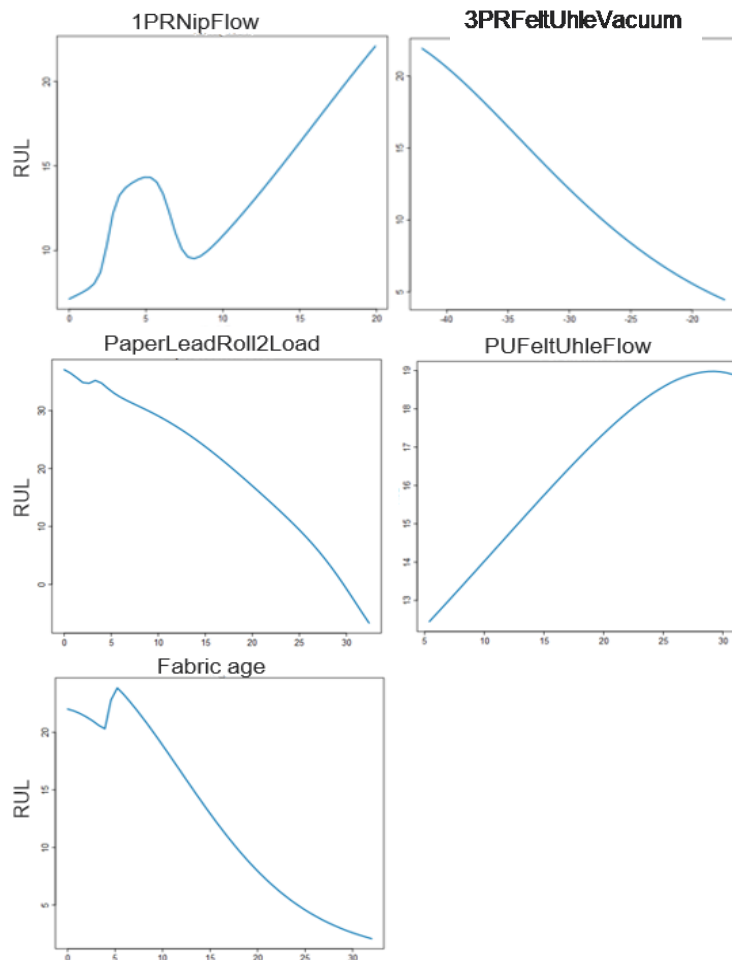 1PRNipFlow
3PRFeltUhleVacuum
RUL
20
15
10
0 5 10 15 20
20
15
10
5
-40 -35 -30 -25 -20
PaperLeadRoll2Load
PUFeltUhleFlow
RUL
30
20
10
0
0 5 10 15 20 25 30
19
18
17
16
15
14
13
5 10 15 20 25 30
Fabric age
RUL
20
15
10
5
0 5 10 15 20 25 30